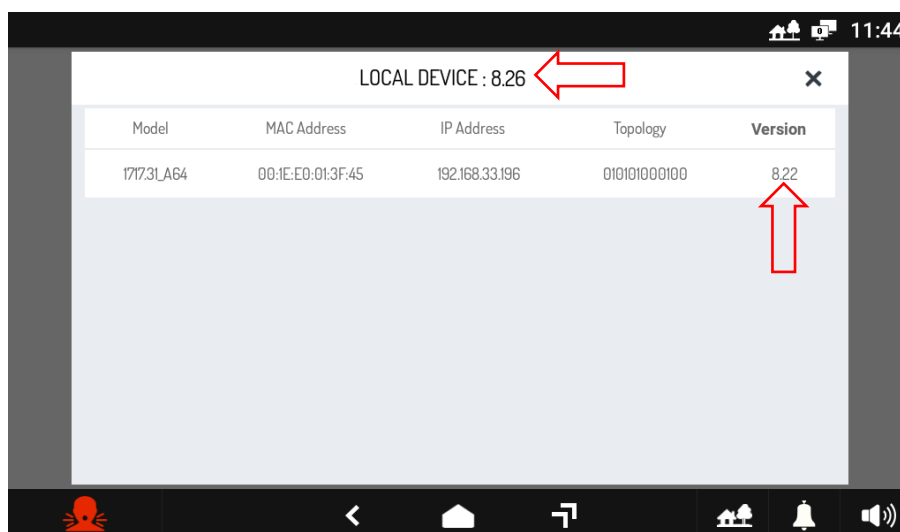 11:44
LOCAL DEVICE : 8.26
Model MAC Address IP Address Topology Version
1717.31_A64 00:1E:E0:01:3F:45 192.168.33.196 010101000100 8.22